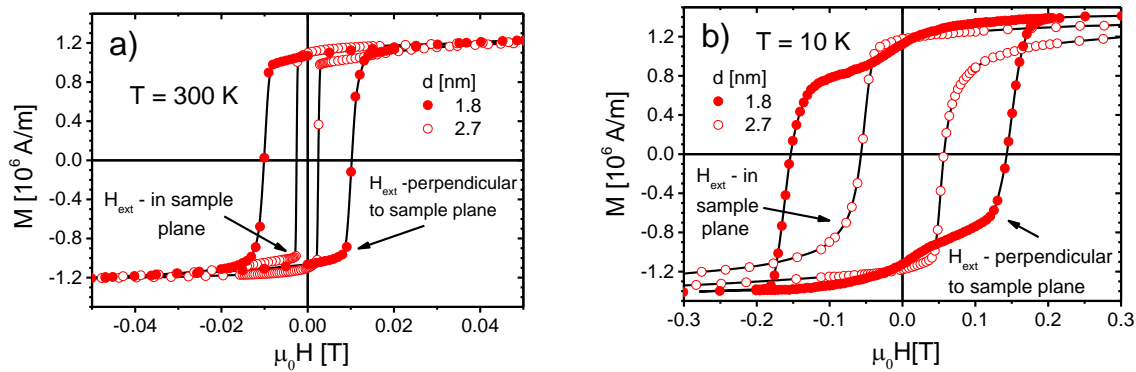 a)
T = 300 K
d [nm]
1.8
2.7
H_ext - in sample
plane
H_ext -perpendicular
to sample plane
1.2
0.8
0.4
0.0
-0.4
-0.8
-1.2
M [10^6 A/m]
-0.04 -0.02 0.00 0.02 0.04
μ_0H [T]
b)
T = 10 K
d [nm]
1.8
2.7
H_ext - in
sample
plane
H_ext - perpendicular
to sample plane
1.2
0.8
0.4
0.0
-0.4
-0.8
-1.2
M [10^6 A/m]
-0.3 -0.2 -0.1 0.0 0.1 0.2 0.3
μ_0H[T]